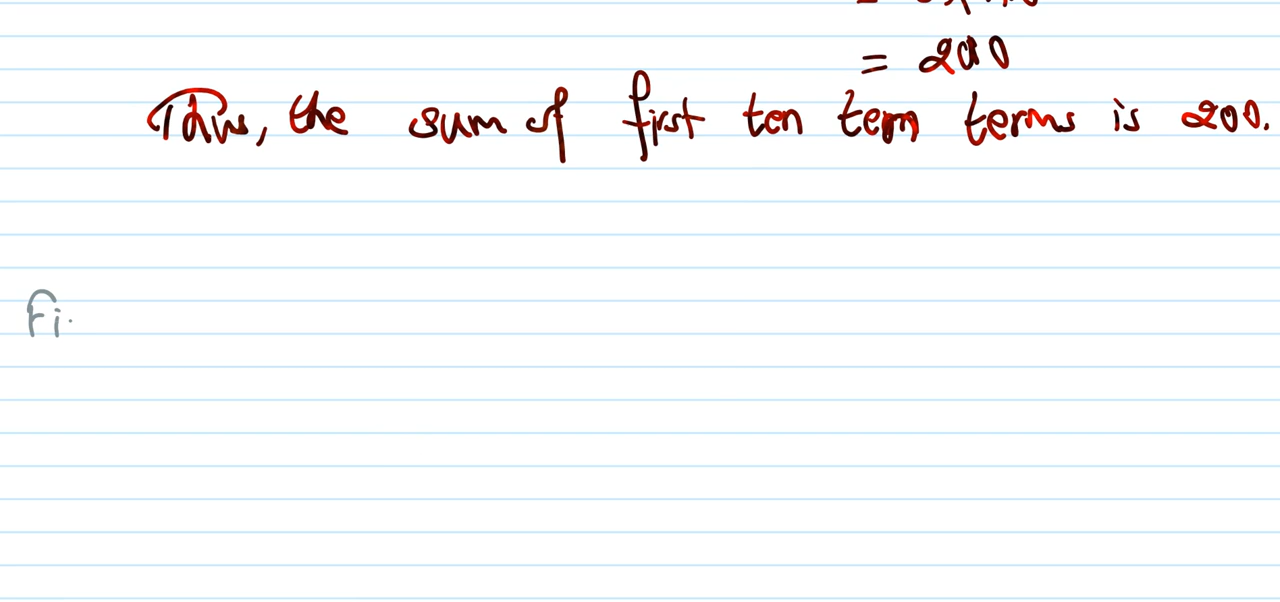 = 200
Thus, the sum of first ten term terms is 200.
Fi